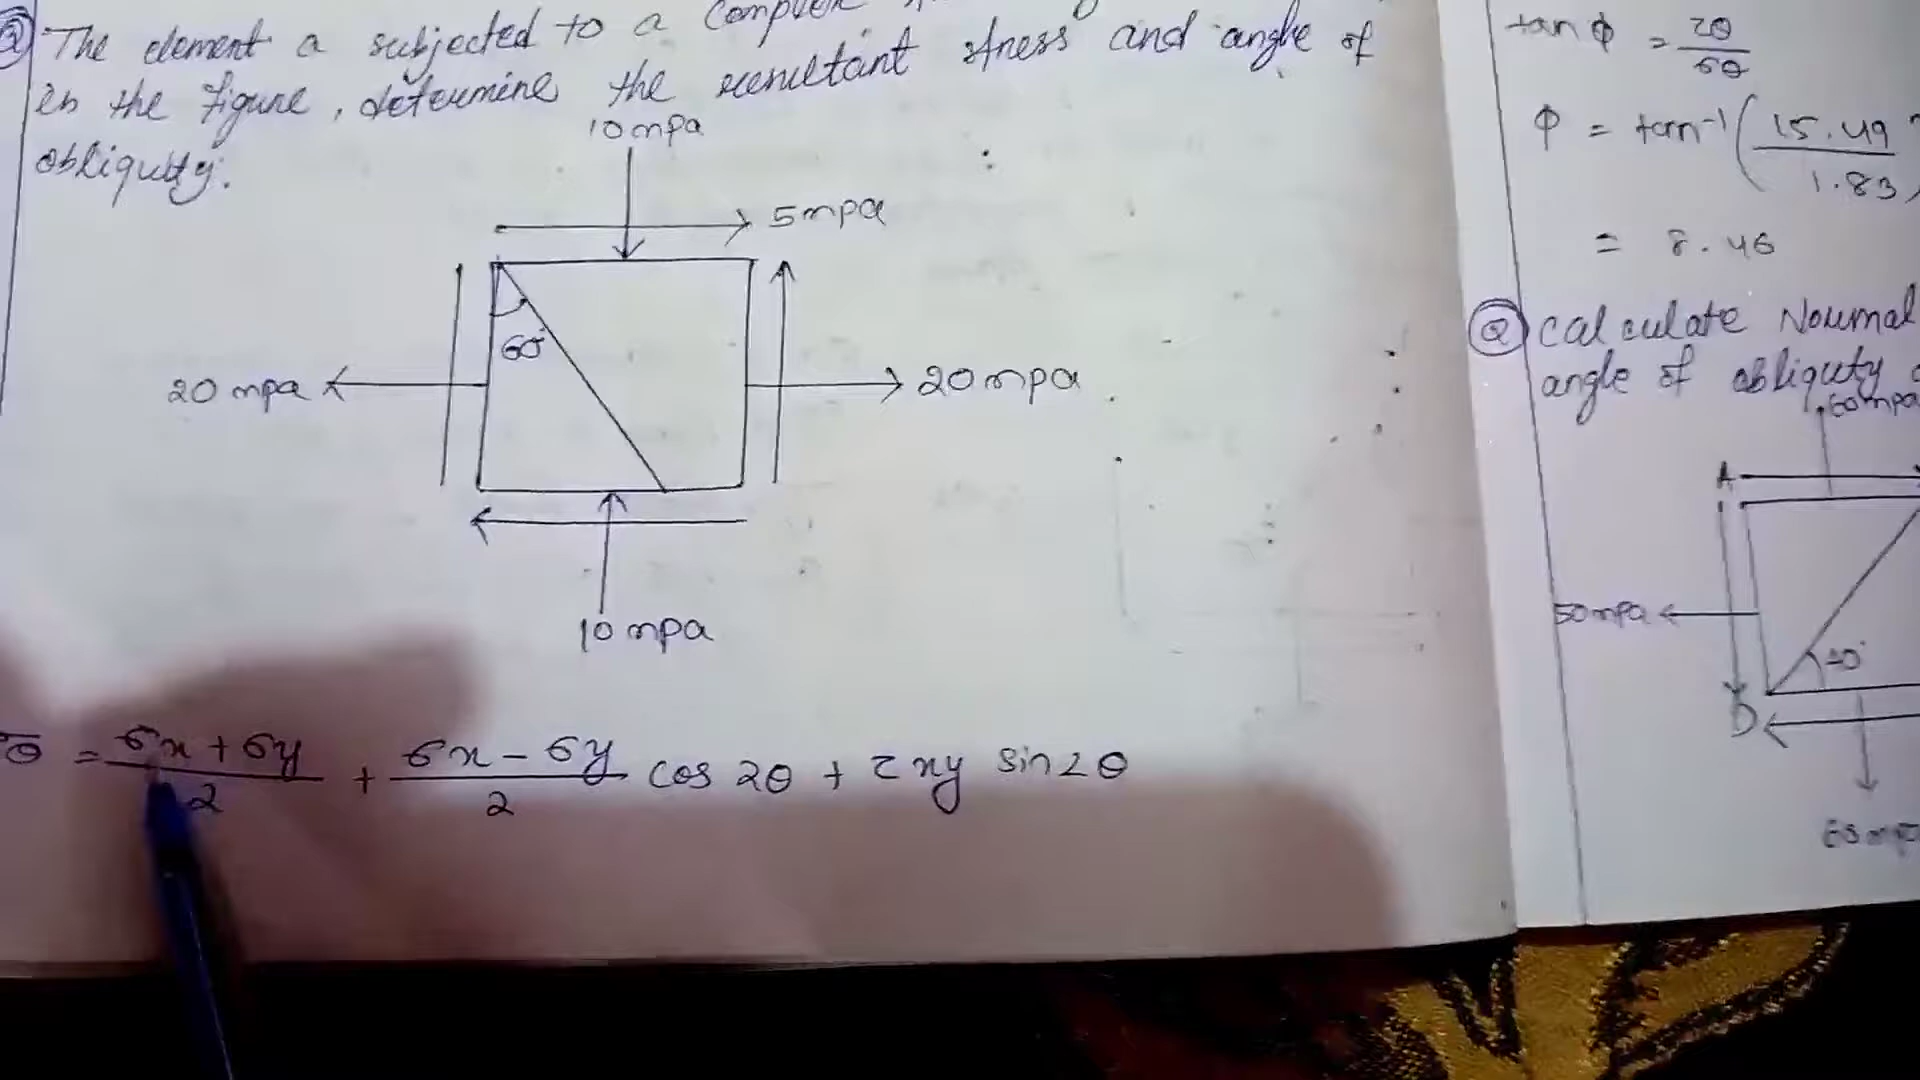 The element a subjected to a complex
in the figure, determine the resultant stress and angle of
obliquity.
10 mpa
5 mpa
60°
20 mpa
20 mpa
10 mpa
σθ = σx + σy / 2 + σx - σy / 2 cos 2θ + τxy sin 2θ
tan φ = τθ / σθ
φ = tan⁻¹ ( 15.49 / 1.83 )
= 8.46
Q calculate Normal
angle of obliquity
60 mpa
A
50 mpa
D